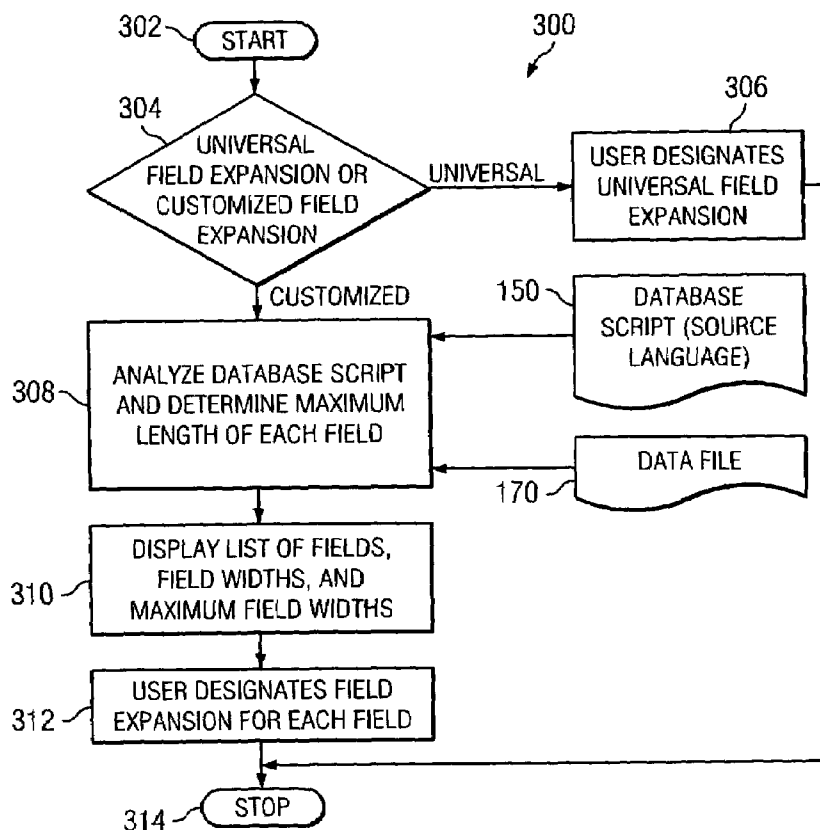 302
START
300
304
UNIVERSAL
FIELD EXPANSION OR
CUSTOMIZED FIELD
EXPANSION
UNIVERSAL
306
USER DESIGNATES
UNIVERSAL FIELD
EXPANSION
CUSTOMIZED
150
DATABASE
SCRIPT (SOURCE
LANGUAGE)
308
ANALYZE DATABASE SCRIPT
AND DETERMINE MAXIMUM
LENGTH OF EACH FIELD
DATA FILE
170
310
DISPLAY LIST OF FIELDS,
FIELD WIDTHS, AND
MAXIMUM FIELD WIDTHS
312
USER DESIGNATES FIELD
EXPANSION FOR EACH FIELD
314
STOP